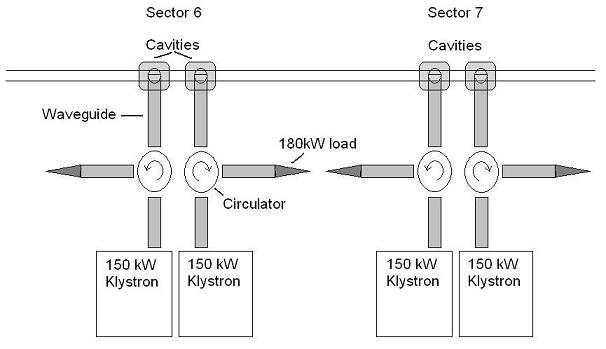 Sector 6
Sector 7
Cavities
Cavities
Waveguide
180kW load
Circulator
150 kW
Klystron
150 kW
Klystron
150 kW
Klystron
150 kW
Klystron